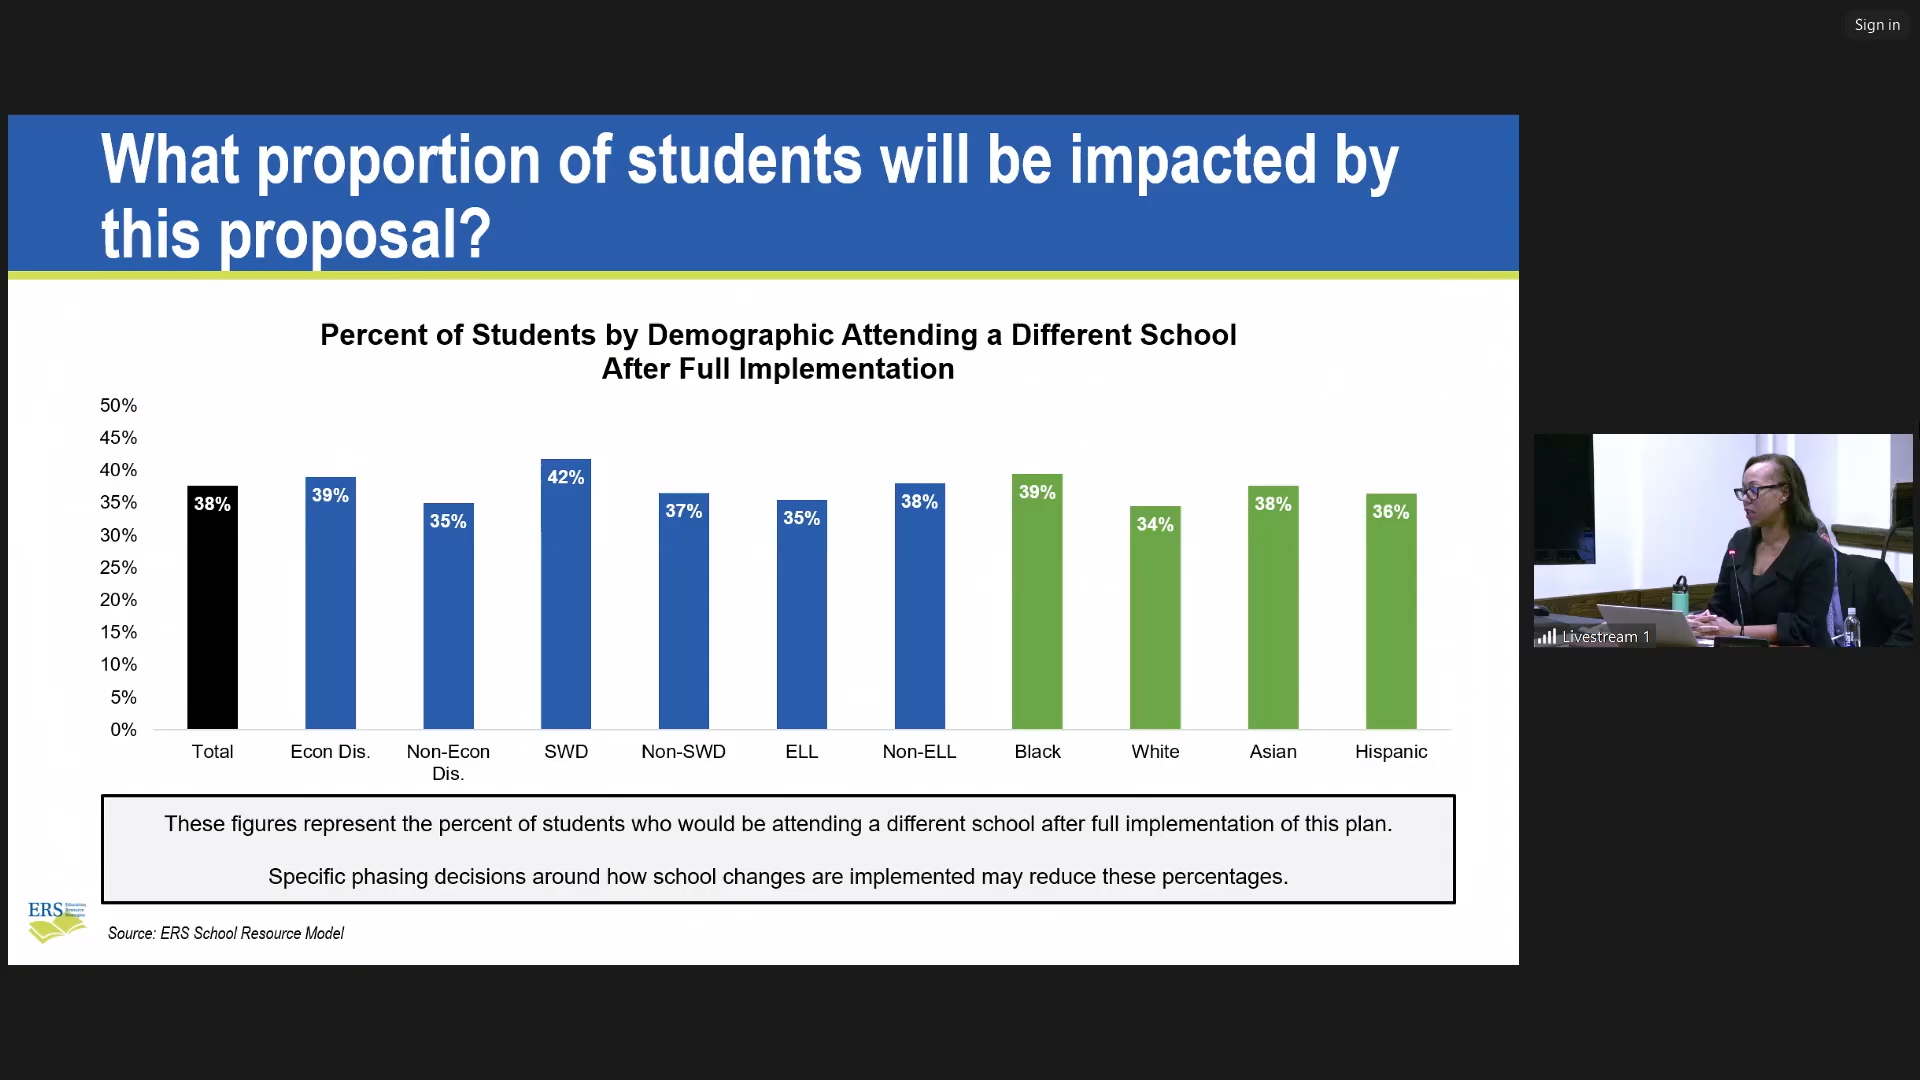 Sign in
What proportion of students will be impacted by
this proposal?
Percent of Students by Demographic Attending a Different School
After Full Implementation
50%
45%
40%
35%
30%
25%
20%
15%
10%
5%
0%
38%
39%
35%
42%
37%
35%
38%
39%
34%
38%
36%
Total
Econ Dis.
Non-Econ
Dis.
SWD
Non-SWD
ELL
Non-ELL
Black
White
Asian
Hispanic
These figures represent the percent of students who would be attending a different school after full implementation of this plan.
Specific phasing decisions around how school changes are implemented may reduce these percentages.
ERS
Education
Resource
Strategies
Source: ERS School Resource Model
Livestream 1